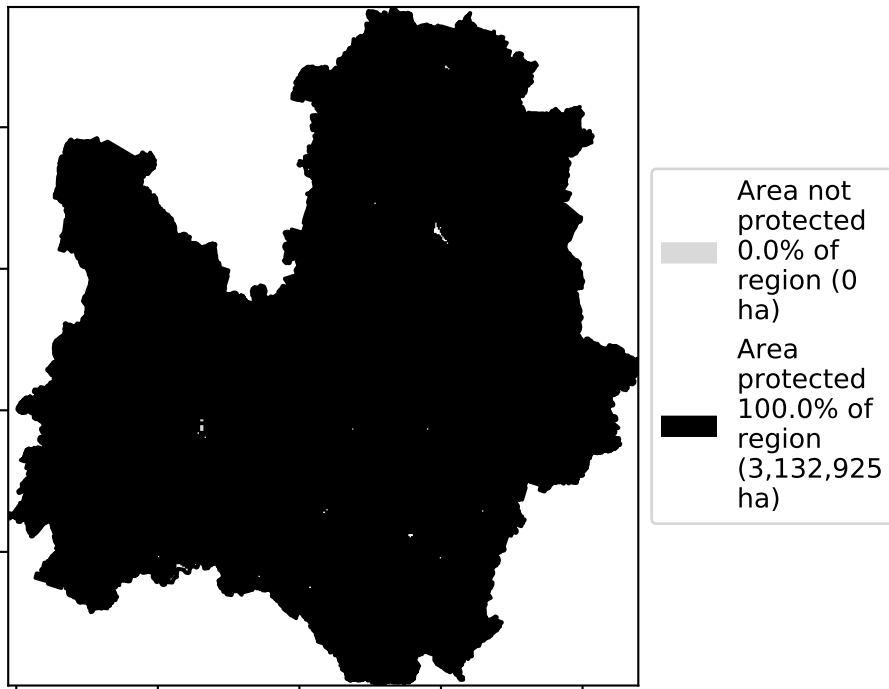 Area not
protected
0.0% of
region (0
ha)
Area
protected
100.0% of
region
(3,132,925
ha)